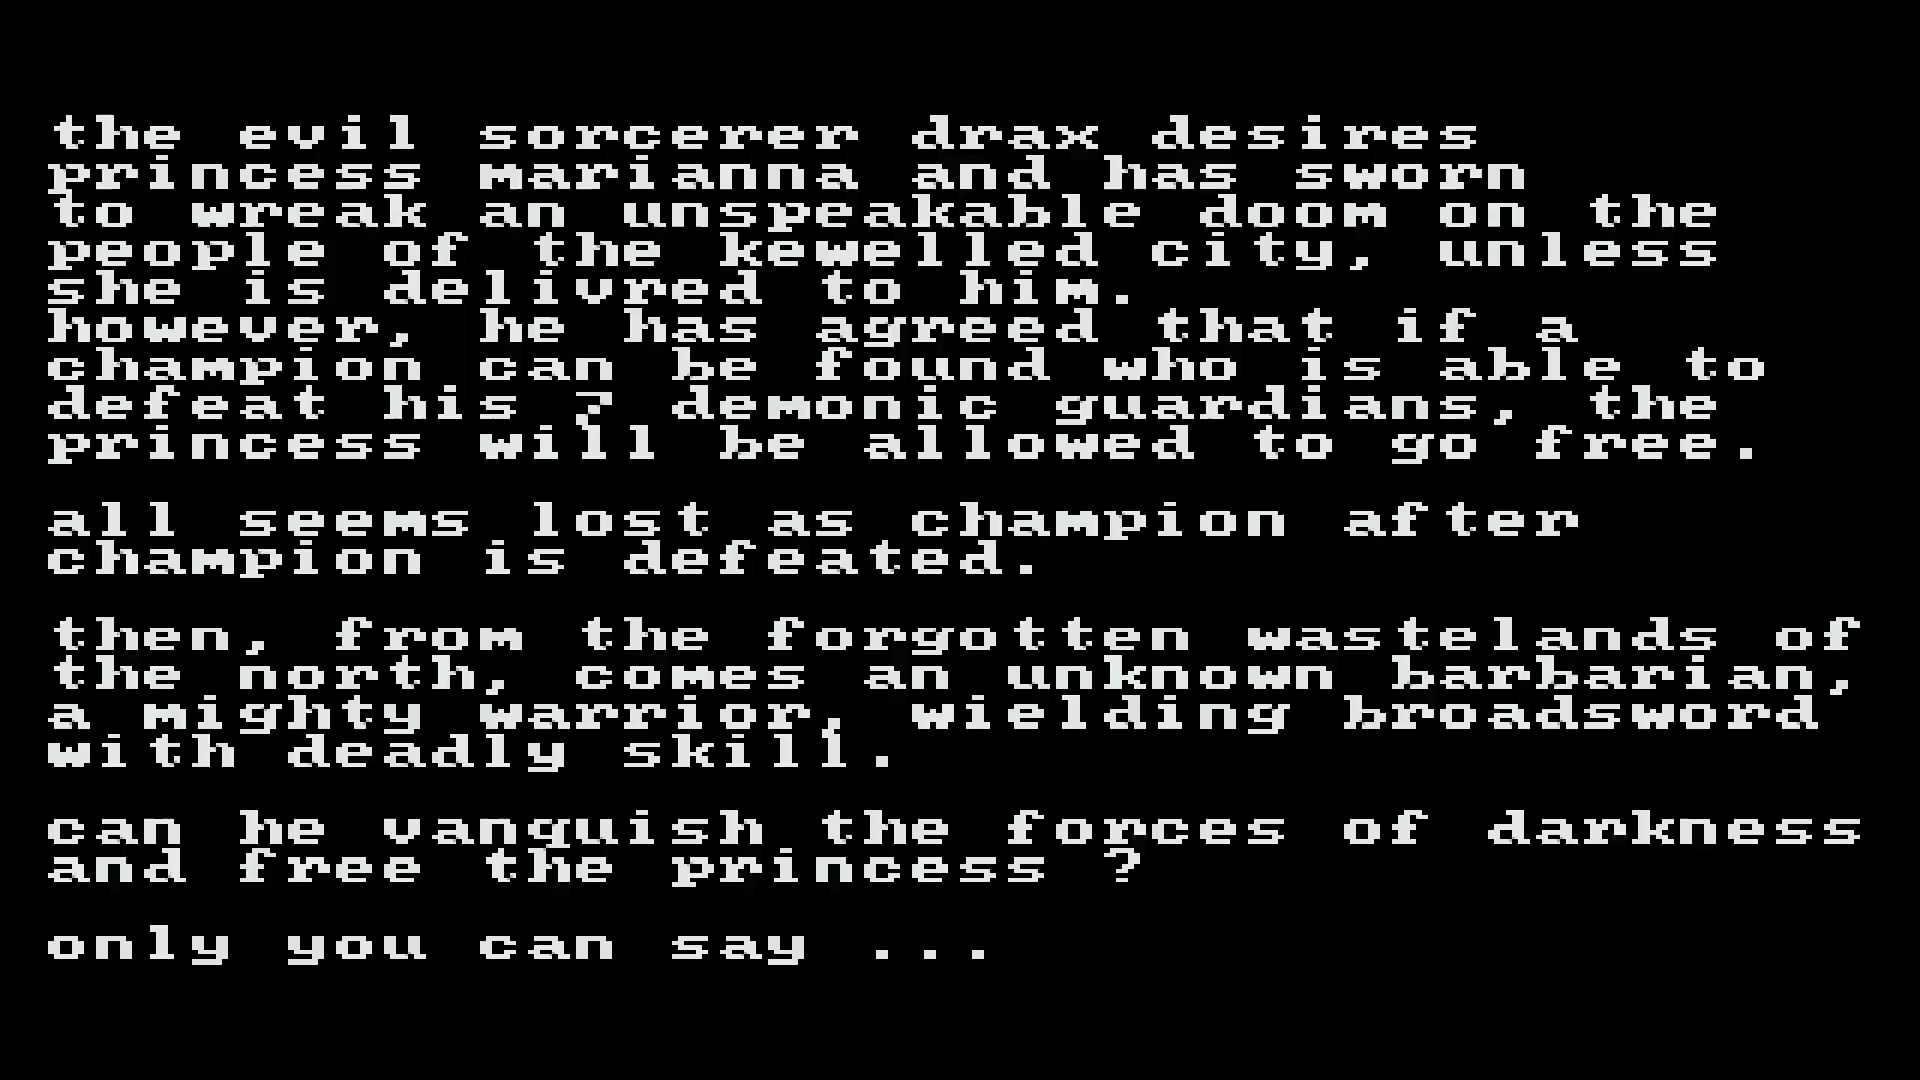 the evil sorcerer drax desires
princess marianna and has sworn
to wreak an unspeakable doom on the
people of the kewelled city, unless
she is delivred to him.
however, he has agreed that if a
champion can be found who is able to
defeat his 7 demonic guardians, the
princess will be allowed to go free.
all seems lost as champion after
champion is defeated.
then, from the forgotten wastelands of
the north, comes an unknown barbarian,
a mighty warrior, wielding broadsword
with deadly skill.
can he vanquish the forces of darkness
and free the princess ?
only you can say ...